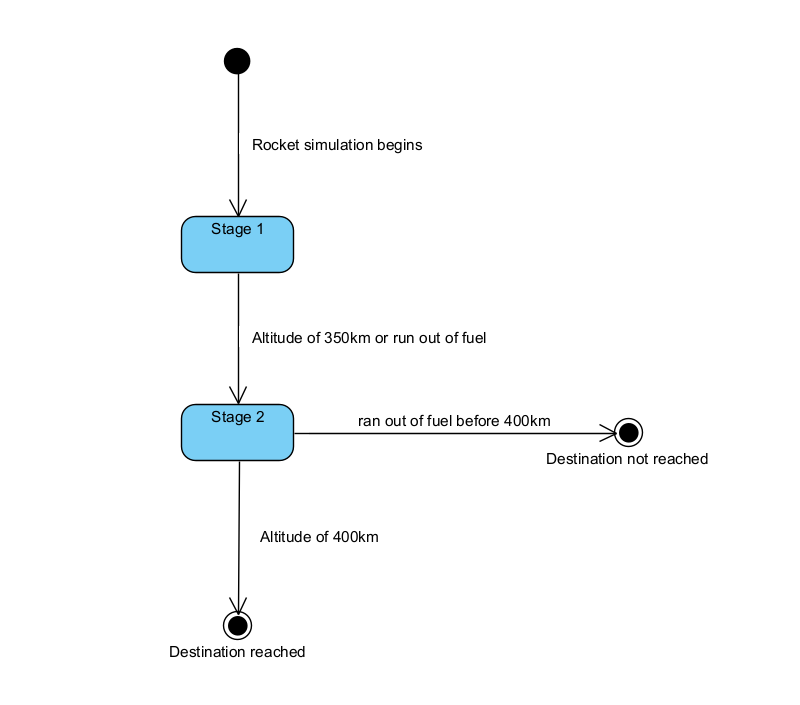 Rocket simulation begins
Stage 1
Altitude of 350km or run out of fuel
Stage 2
ran out of fuel before 400km
Destination not reached
Altitude of 400km
Destination reached